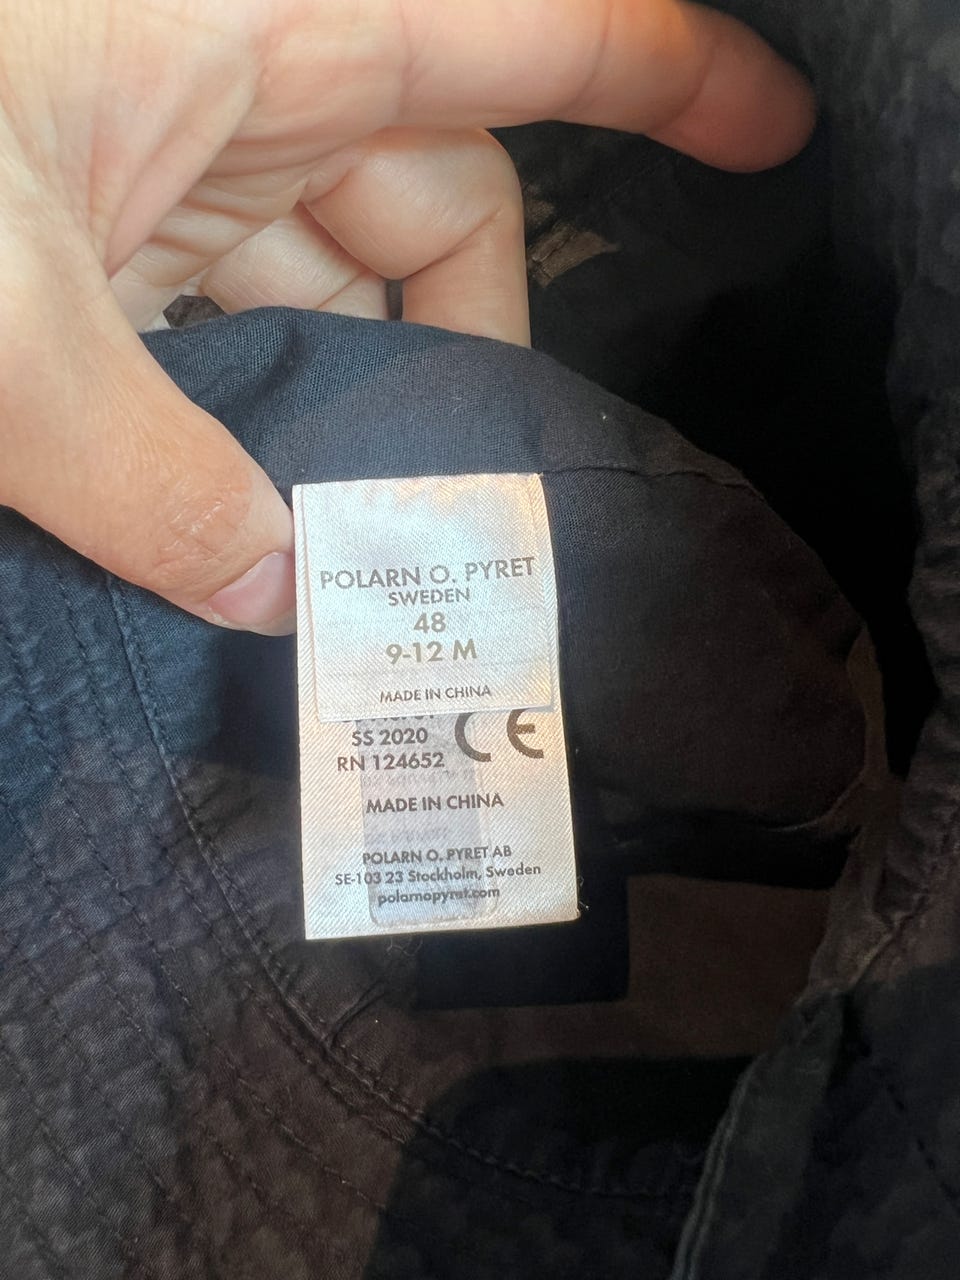 POLARN O. PYRET
SWEDEN
48
9-12 M
MADE IN CHINA
SS 2020
RN 124652
CE
MADE IN CHINA
POLARN O. PYRET AB
SE-103 23 Stockholm, Sweden
polarnopyret.com